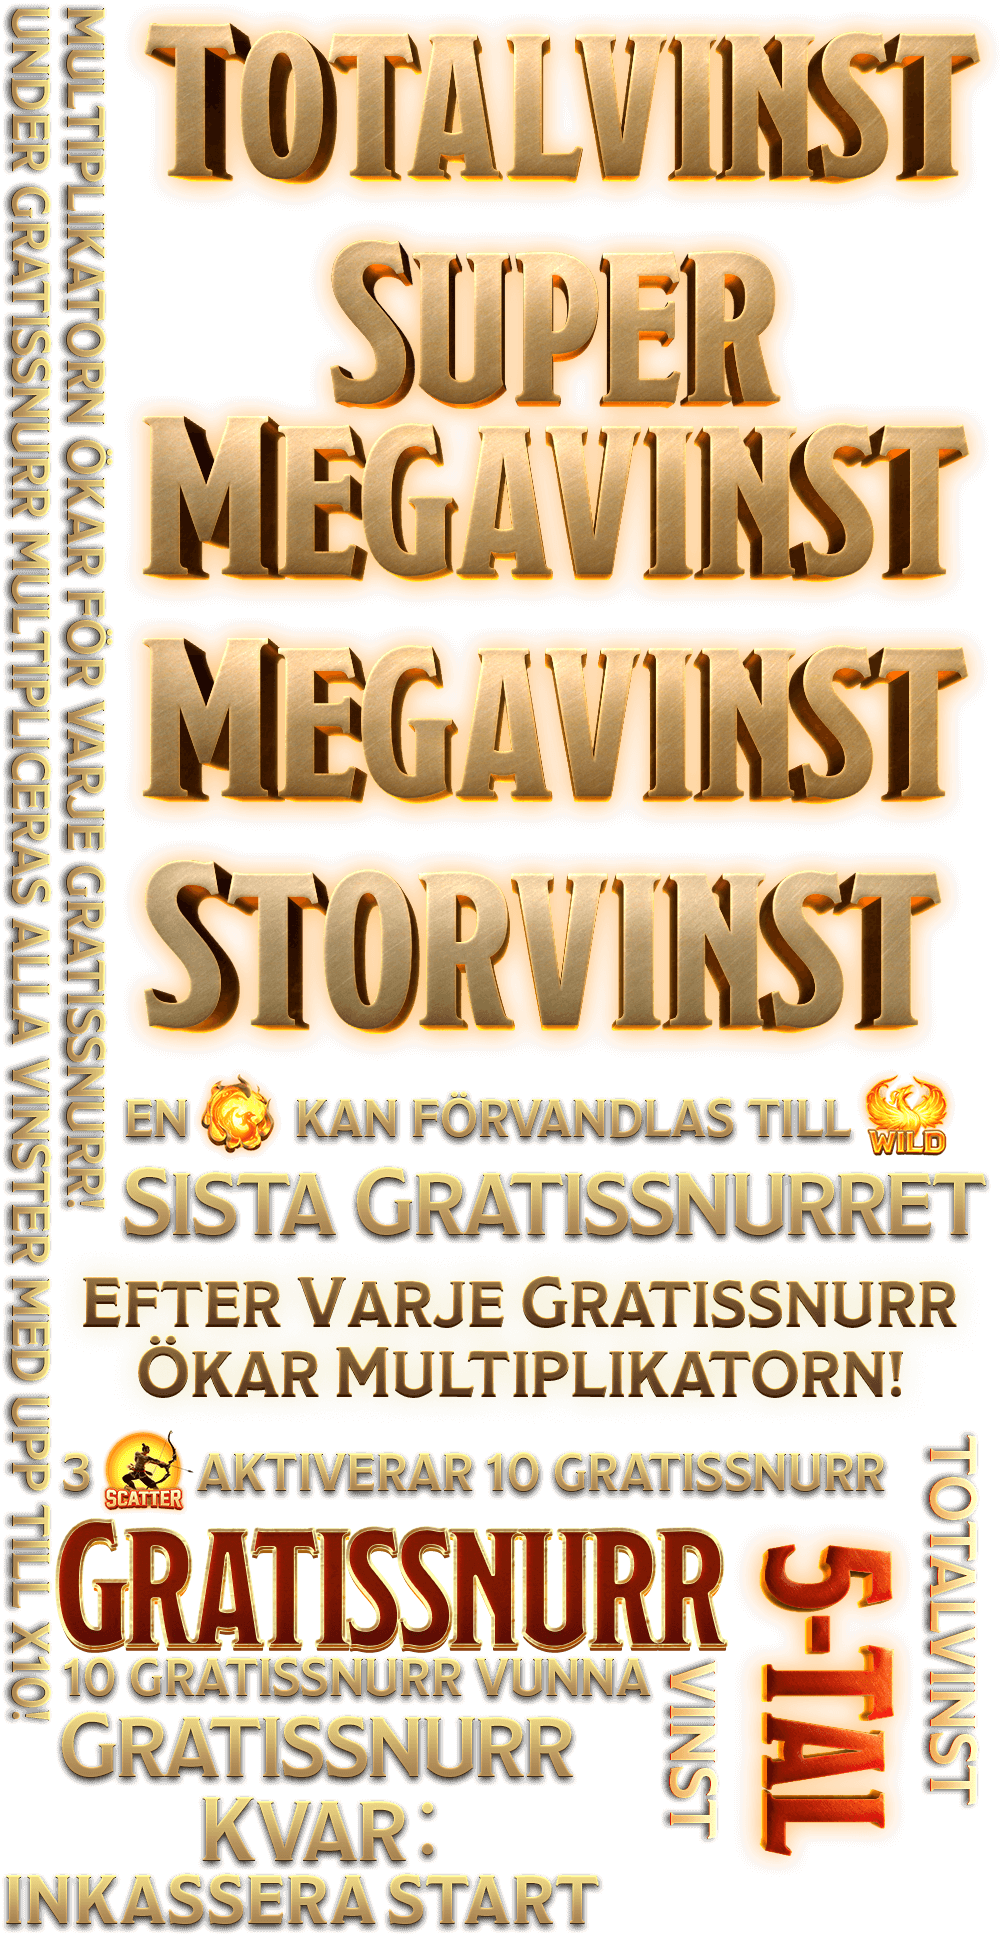 TOTALVINST
SUPER
MEGAVINST
MEGAVINST
STORVINST
EN KAN FÖRVANDLAS TILL WILD
SISTA GRATISSNURRET
EFTER VARJE GRATISSNURR
ÖKAR MULTIPLIKATORN!
3 SCATTER AKTIVERAR 10 GRATISSNURR
GRATISSNURR
10 GRATISSNURR VUNNA
GRATISSNURR
KVAR:
INKASSERA START
MULTIPLIKATORN ÖKAR FÖR VARJE GRATISSNURR!
UNDER GRATISSNURR MULTIPLICERAS ALLA VINSTER MED UPP TILL X10!
VINST
5-TAL
TOTALVINST